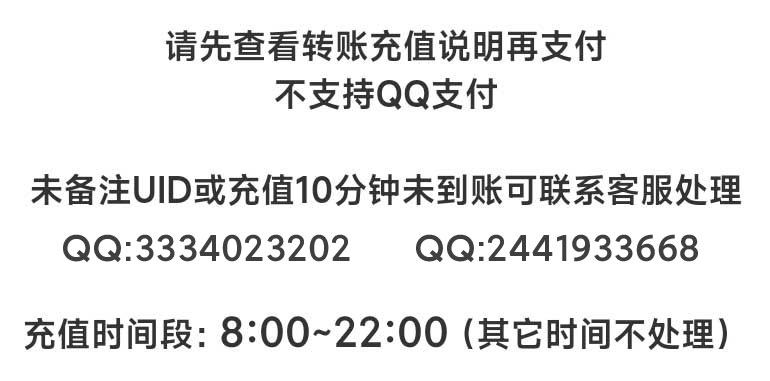 请先查看转账充值说明再支付
不支持QQ支付
未备注UID或充值10分钟未到账可联系客服处理
QQ:3334023202 QQ:2441933668
充值时间段: 8:00~22:00 (其它时间不处理)